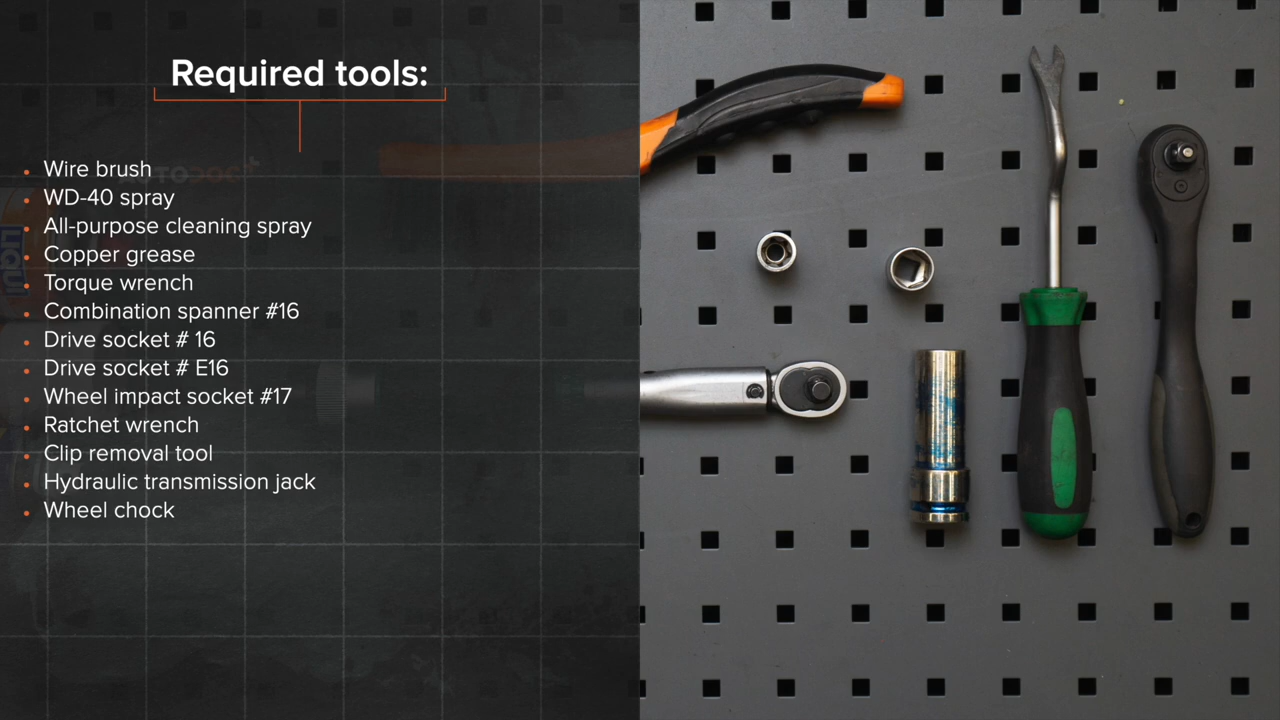 Required tools:
Wire brush
WD-40 spray
All-purpose cleaning spray
Copper grease
Torque wrench
Combination spanner #16
Drive socket # 16
Drive socket # E16
Wheel impact socket #17
Ratchet wrench
Clip removal tool
Hydraulic transmission jack
Wheel chock
LIQUI